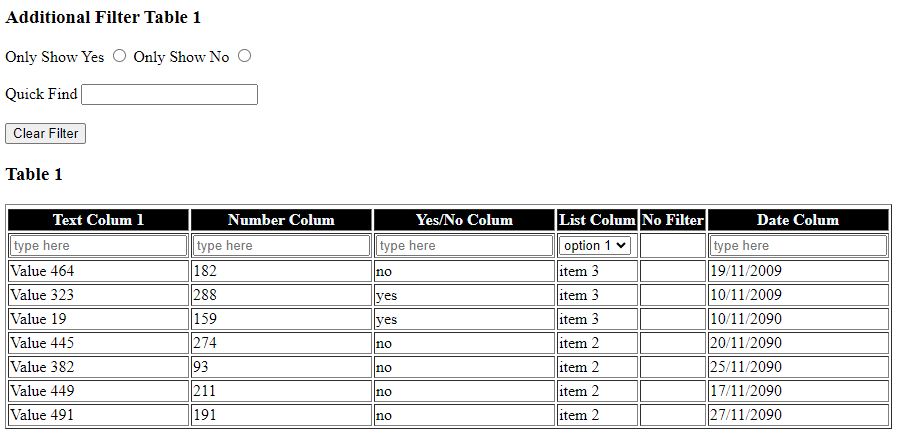 Additional Filter Table 1
Only Show Yes Only Show No
Quick Find
Clear Filter
Table 1
Text Colum 1 Number Colum Yes/No Colum List Colum No Filter Date Colum
type here type here type here option 1 type here
Value 464 182 no item 3 19/11/2009
Value 323 288 yes item 3 10/11/2009
Value 19 159 yes item 3 10/11/2090
Value 445 274 no item 2 20/11/2090
Value 382 93 no item 2 25/11/2090
Value 449 211 no item 2 17/11/2090
Value 491 191 no item 2 27/11/2090